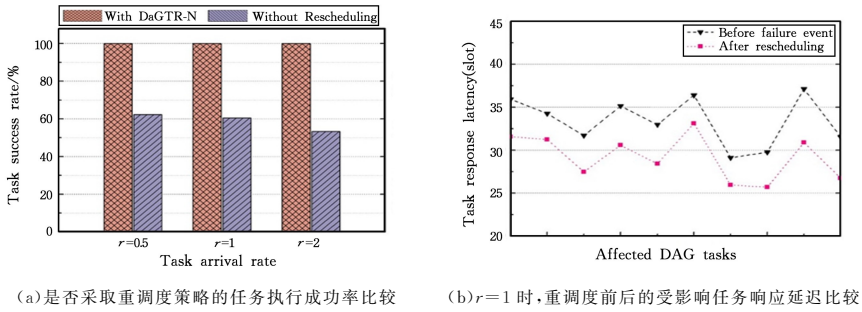 With DaGTR-N
Without Rescheduling
Task success rate/%
100
80
60
40
20
0
r=0.5
r=1
r=2
Task arrival rate
(a)是否采取重调度策略的任务执行成功率比较
Before failure event
After rescheduling
Task response latency(slot)
45
40
35
30
25
20
Affected DAG tasks
(b)r=1时,重调度前后的受影响任务响应延迟比较